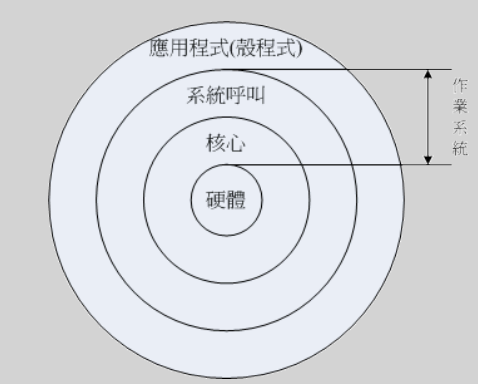 應用程式(殼程式)
系統呼叫
核心
硬體
作業系統